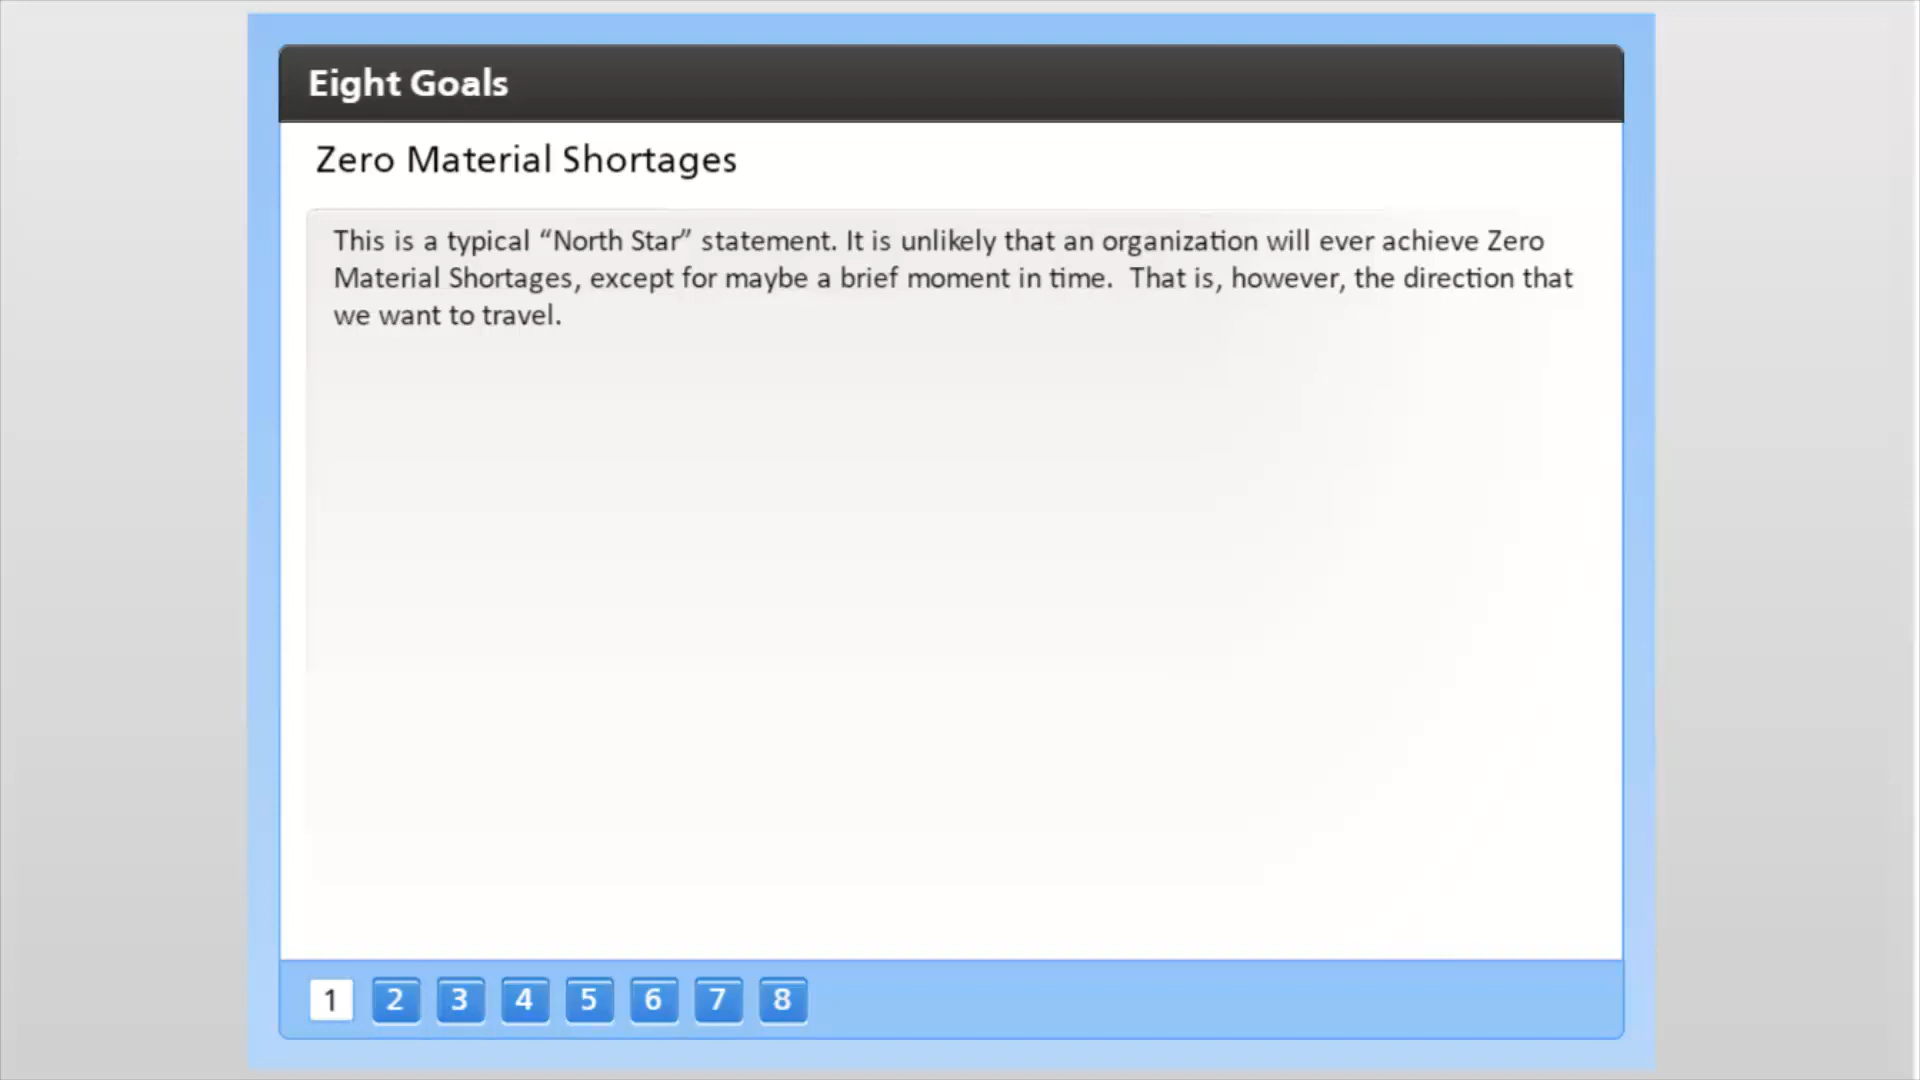 Eight Goals
Zero Material Shortages
This is a typical “North Star” statement. It is unlikely that an organization will ever achieve Zero
Material Shortages, except for maybe a brief moment in time.  That is, however, the direction that
we want to travel.
1 2 3 4 5 6 7 8